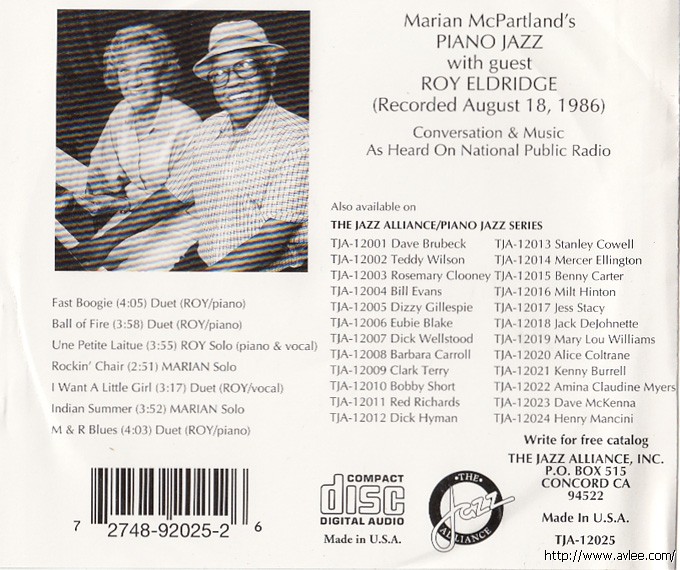 Marian McPartland's
PIANO JAZZ
with guest
ROY ELDRIDGE
(Recorded August 18, 1986)
Conversation & Music
As Heard On National Public Radio
Also available on
THE JAZZ ALLIANCE/PIANO JAZZ SERIES
TJA-12001 Dave Brubeck
TJA-12002 Teddy Wilson
TJA-12003 Rosemary Clooney
TJA-12004 Bill Evans
TJA-12005 Dizzy Gillespie
TJA-12006 Eubie Blake
TJA-12007 Dick Wellstood
TJA-12008 Barbara Carroll
TJA-12009 Clark Terry
TJA-12010 Bobby Short
TJA-12011 Red Richards
TJA-12012 Dick Hyman
TJA-12013 Stanley Cowell
TJA-12014 Mercer Ellington
TJA-12015 Benny Carter
TJA-12016 Milt Hinton
TJA-12017 Jess Stacy
TJA-12018 Jack DeJohnette
TJA-12019 Mary Lou Williams
TJA-12020 Alice Coltrane
TJA-12021 Kenny Burrell
TJA-12022 Amina Claudine Myers
TJA-12023 Dave McKenna
TJA-12024 Henry Mancini
Fast Boogie (4:05) Duet (ROY/piano)
Ball of Fire (3:58) Duet (ROY/piano)
Une Petite Laitue (3:55) ROY Solo (piano & vocal)
Rockin' Chair (2:51) MARIAN Solo
I Want A Little Girl (3:17) Duet (ROY/vocal)
Indian Summer (3:52) MARIAN Solo
M & R Blues (4:03) Duet (ROY/piano)
7 2748-92025-2 6
COMPACT
disc
DIGITAL AUDIO
Made in U.S.A.
THE
Jazz
ALLIANCE
Write for free catalog
THE JAZZ ALLIANCE, INC.
P.O. BOX 515
CONCORD CA
94522
Made In U.S.A.
TJA-12025
http://www.avlee.com/